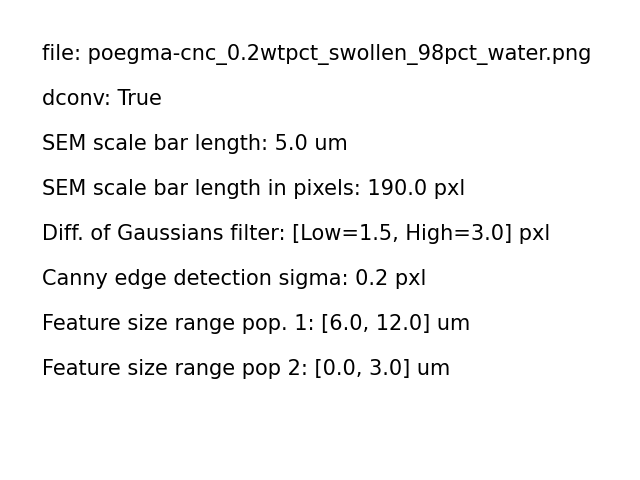 file: poegma-cnc_0.2wtpct_swollen_98pct_water.png
dconv: True
SEM scale bar length: 5.0 um
SEM scale bar length in pixels: 190.0 pxl
Diff. of Gaussians filter: [Low=1.5, High=3.0] pxl
Canny edge detection sigma: 0.2 pxl
Feature size range pop. 1: [6.0, 12.0] um
Feature size range pop 2: [0.0, 3.0] um